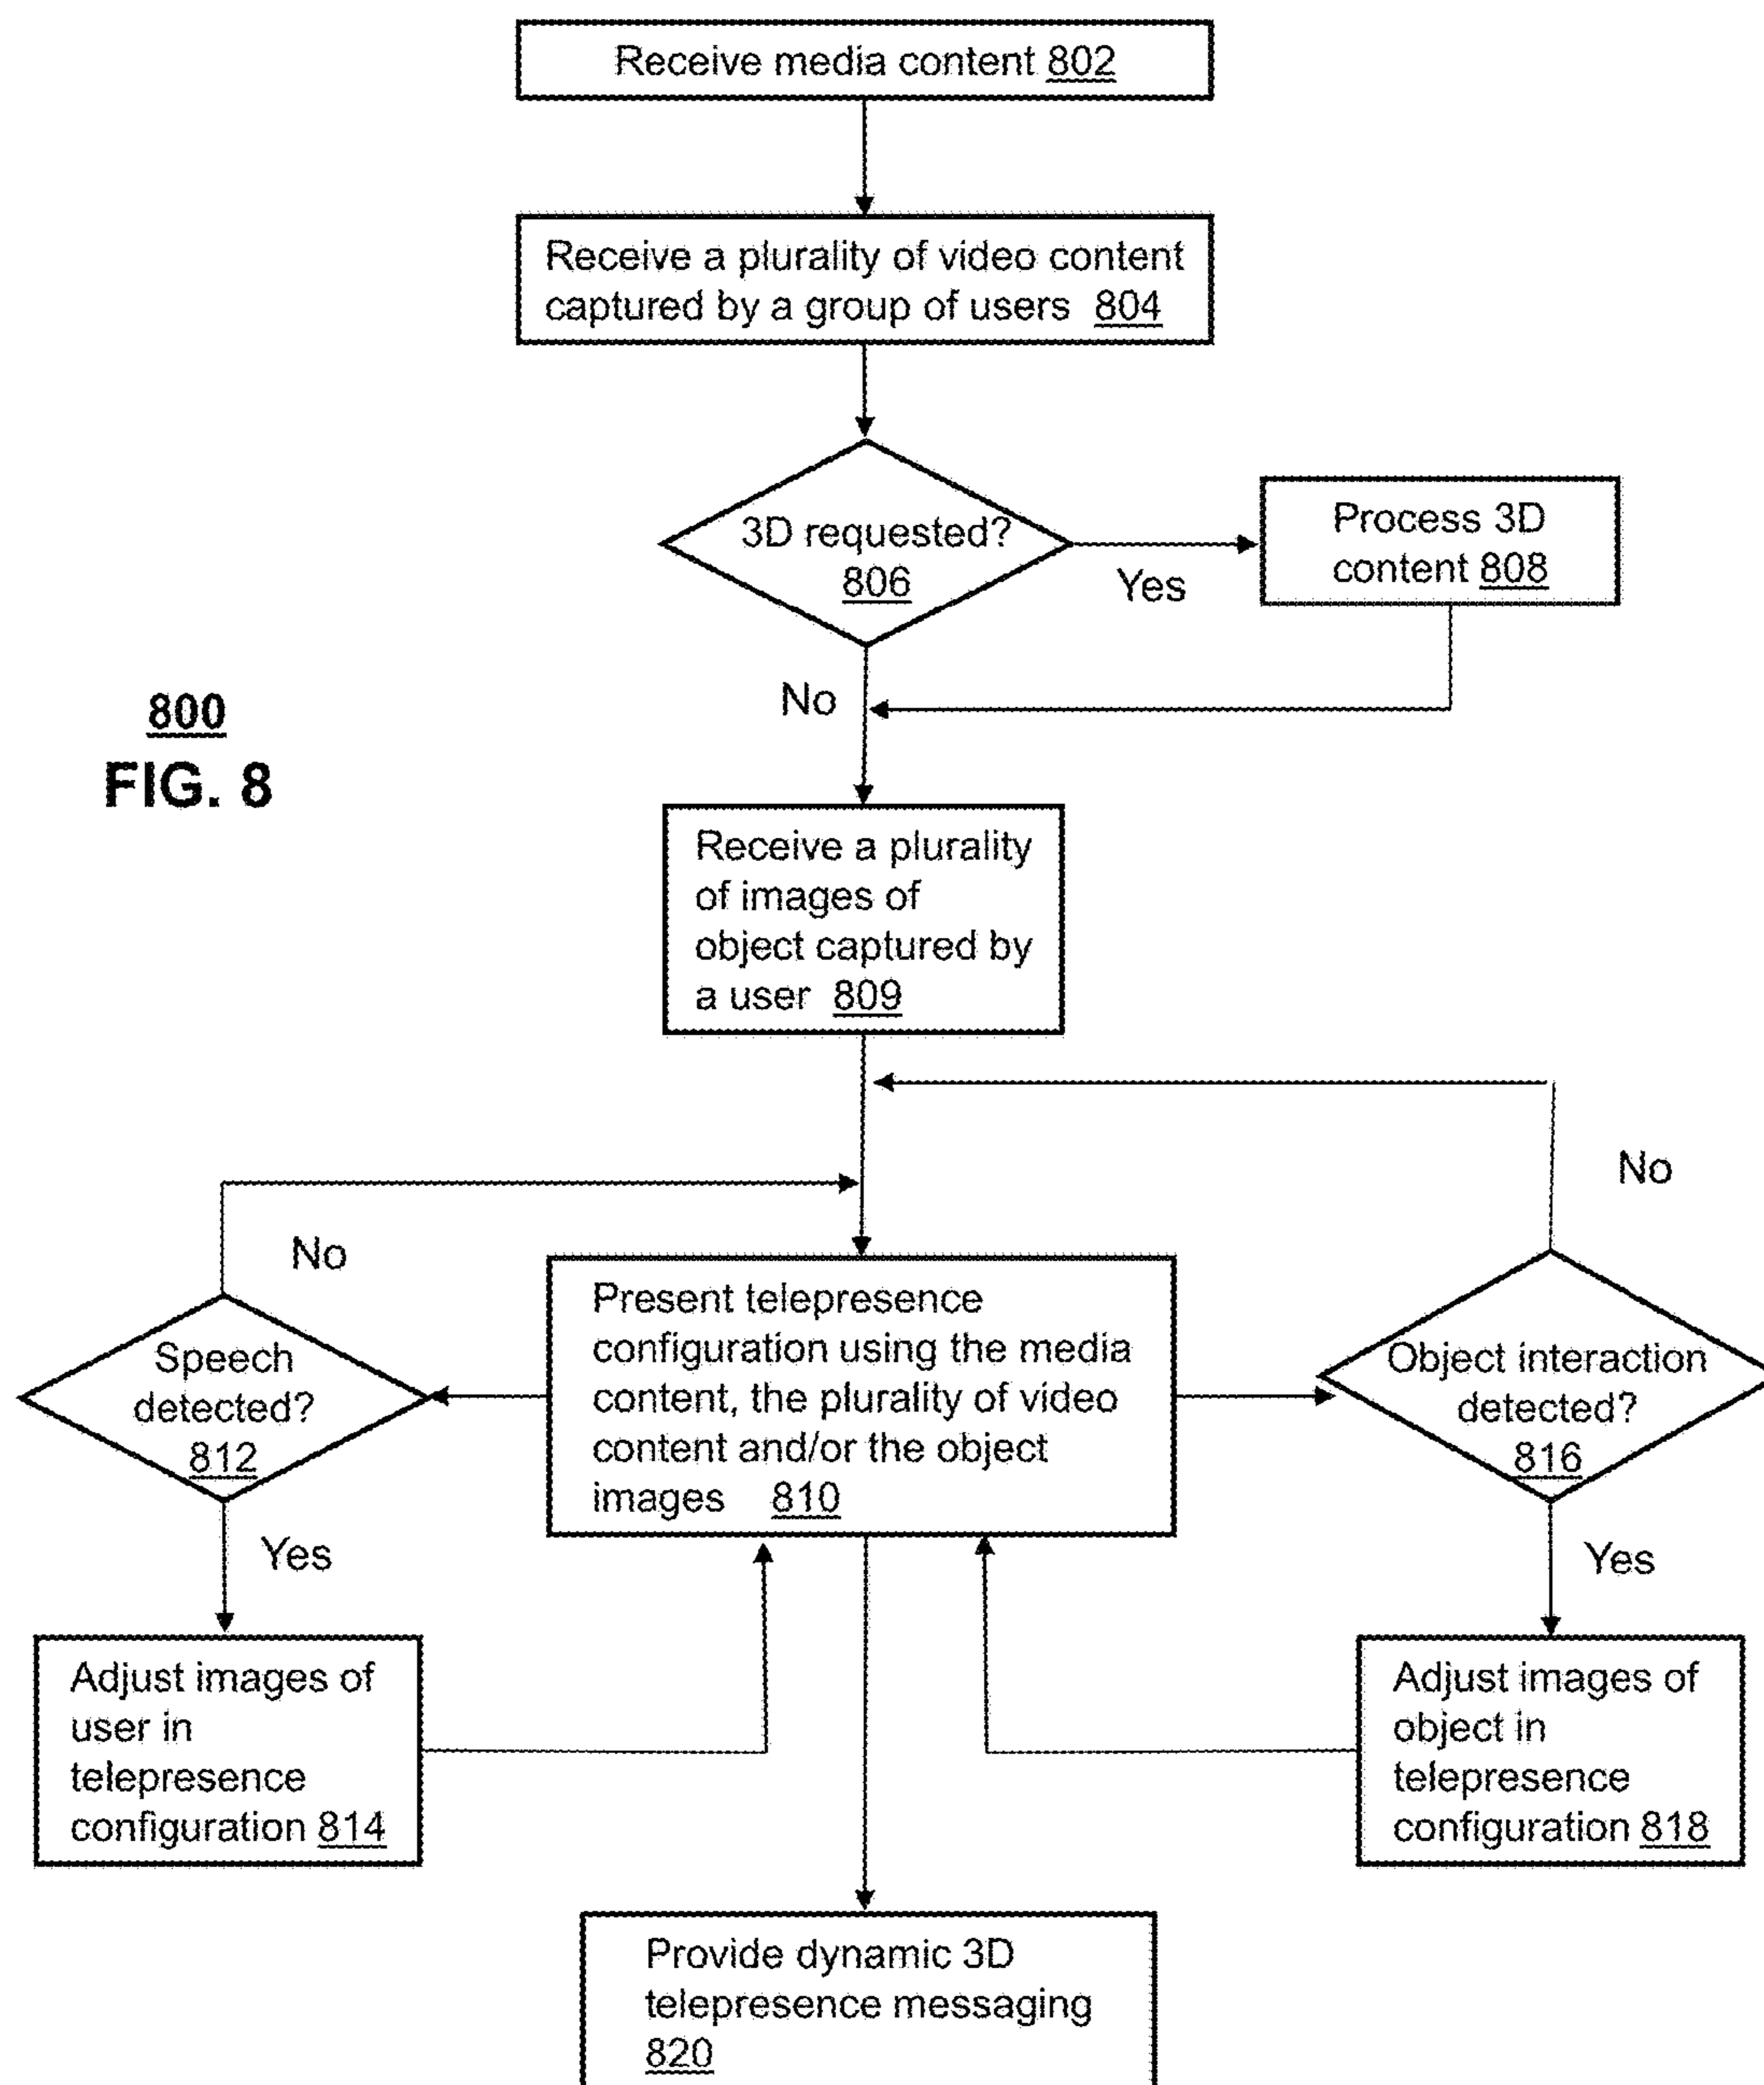 Receive media content 802
Receive a plurality of video content
captured by a group of users 804
3D requested?
806
Yes
Process 3D
content 808
No
800
FIG. 8
Receive a plurality
of images of
object captured by
a user 809
No
No
Speech
detected?
812
Present telepresence
configuration using the media
content, the plurality of video
content and/or the object
images 810
Object interaction
detected?
816
Yes
Yes
Adjust images of
user in
telepresence
configuration 814
Adjust images of
object in
telepresence
configuration 818
Provide dynamic 3D
telepresence messaging
820